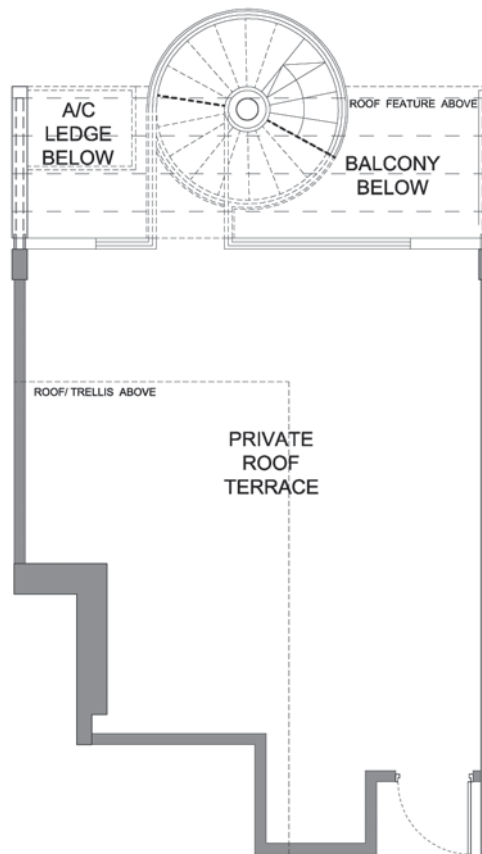 A/C
LEDGE
BELOW
ROOF FEATURE ABOVE
BALCONY
BELOW
ROOF/ TRELLIS ABOVE
PRIVATE
ROOF
TERRACE